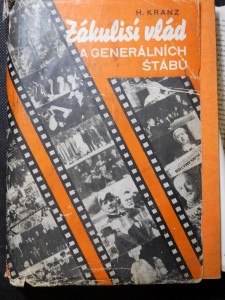 H. KRANZ
Zákulisí vlád
A GENERÁLNÍCH
ŠTÁBŮ